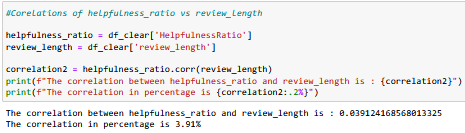 #Corelations of helpfulness_ratio vs review_length
helpfulness_ratio = df_clear['HelpfulnessRatio']
review_length = df_clear['review_length']
correlation2 = helpfulness_ratio.corr(review_length)
print(f"The correlation between helpfulness_ratio and review_length is : {correlation2}")
print(f"The correlation in percentage is {correlation2:.2%}")
The correlation between helpfulness_ratio and review_length is : 0.039124168568013325
The correlation in percentage is 3.91%